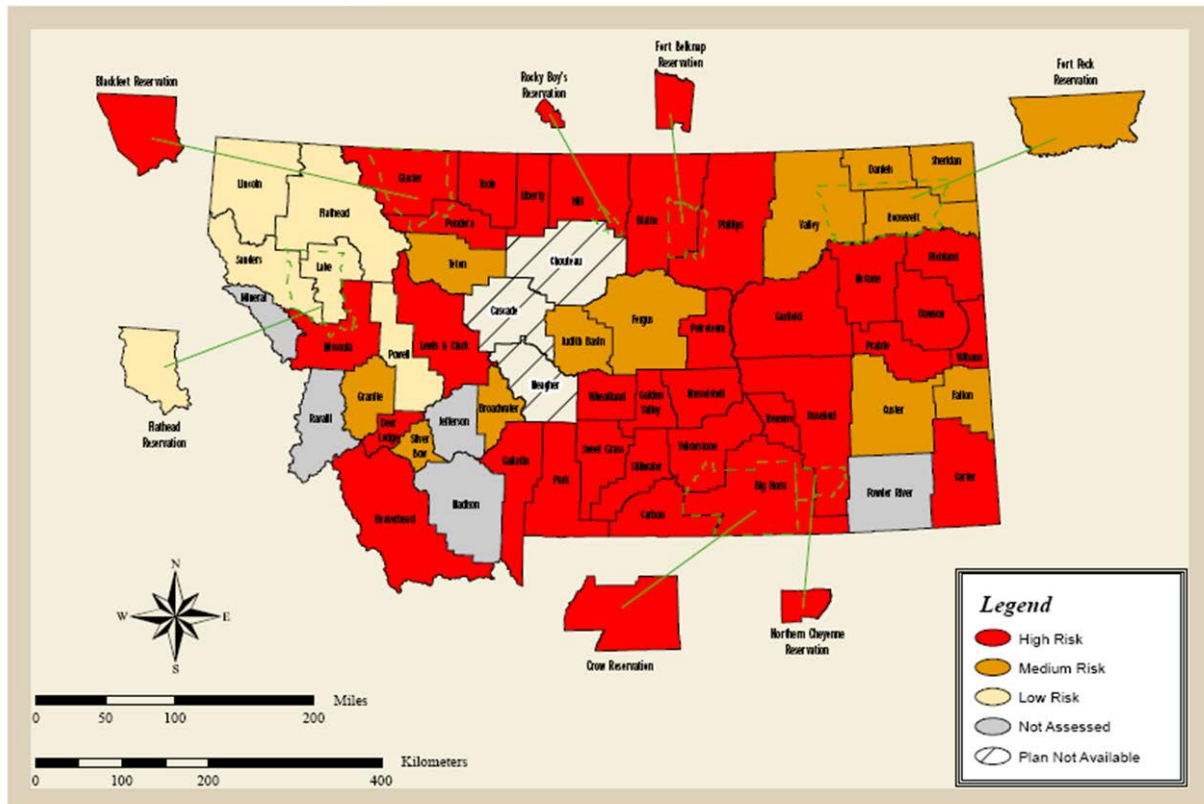 Blackfeet Reservation
Rocky Boy's
Reservation
Fort Belknap
Reservation
Fort Peck
Reservation
Lincoln
Flathead
Glacier
Toole
Liberty
Hill
Blaine
Phillips
Valley
Daniels
Sheridan
Roosevelt
Pondera
Chouteau
Sanders
Lake
Teton
Richland
McCone
Mineral
Cascade
Garfield
Dawson
Missoula
Powell
Lewis & Clark
Judith Basin
Fergus
Petroleum
Prairie
Wibaux
Flathead
Reservation
Granite
Meagher
Ravalli
Jefferson
Broadwater
Wheatland
Golden
Valley
Musselshell
Treasure
Rosebud
Custer
Fallon
Deer
Lodge
Silver
Bow
Gallatin
Park
Sweet Grass
Stillwater
Yellowstone
Big Horn
Powder River
Carter
Beaverhead
Madison
Carbon
N
W
E
S
Crow Reservation
Northern Cheyenne
Reservation
Legend
High Risk
Medium Risk
Low Risk
Not Assessed
Plan Not Available
Miles
0 50 100 200
Kilometers
0 100 200 400